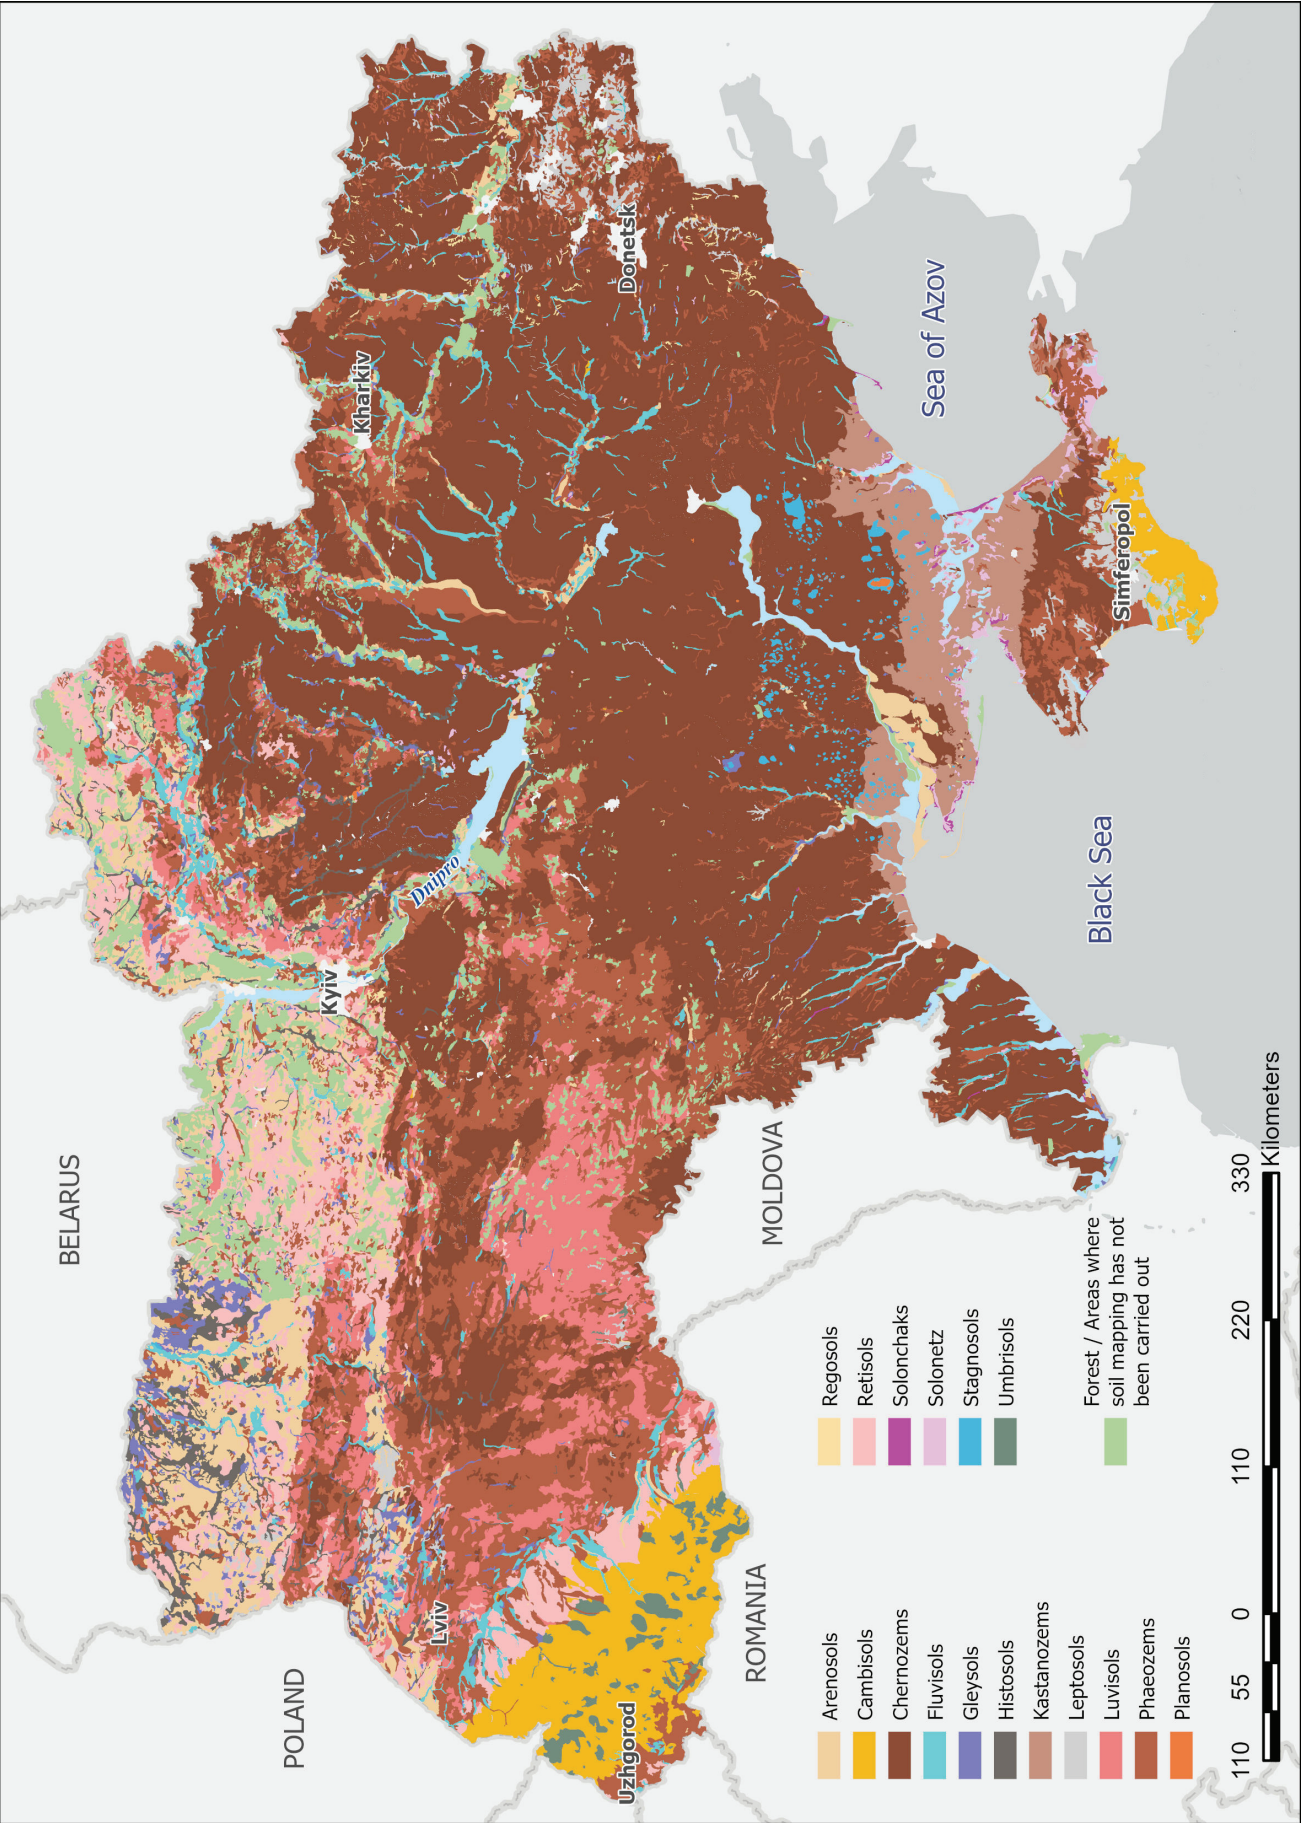 BELARUS
POLAND
Kyiv
Kharkiv
Lviv
Dnipro
Uzhgorod
Donetsk
ROMANIA
MOLDOVA
Sea of Azov
Black Sea
Simferopol
Arenosols
Cambisols
Chernozems
Fluvisols
Gleysols
Histosols
Kastanozems
Leptosols
Luvisols
Phaeozems
Planosols
Regosols
Retisols
Solonchaks
Solonetz
Stagnosols
Umbrisols
Forest / Areas where
soil mapping has not
been carried out
110 55 0 110 220 330
Kilometers